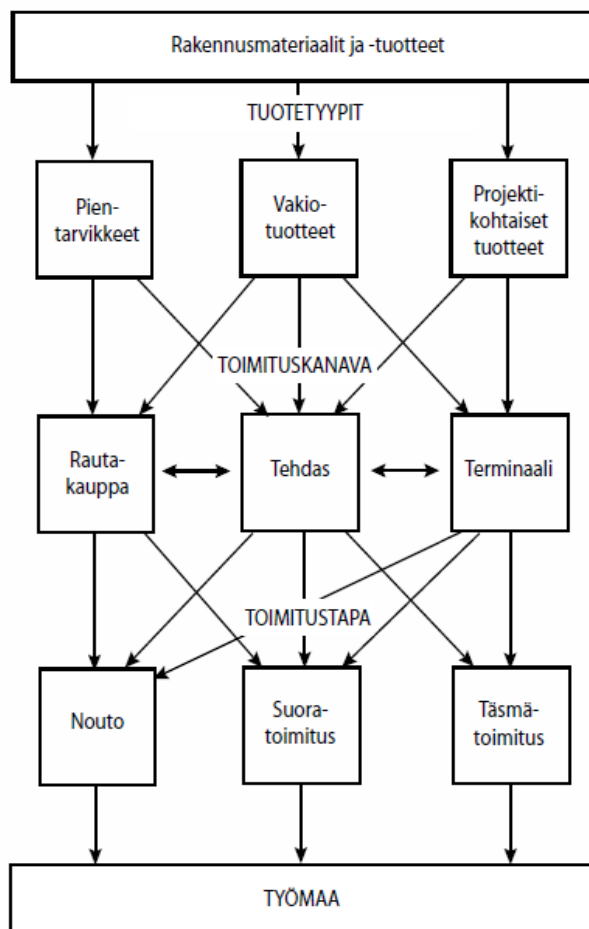 Rakennusmateriaalit ja -tuotteet
TUOTETYYPIT
Pien-
tarvikkeet
Vakio-
tuotteet
Projekti-
kohtaiset
tuotteet
TOIMITUSKANAVA
Rauta-
kauppa
Tehdas
Terminaali
TOIMITUSTAPA
Nouto
Suora-
toimitus
Täsmä-
toimitus
TYÖMAA